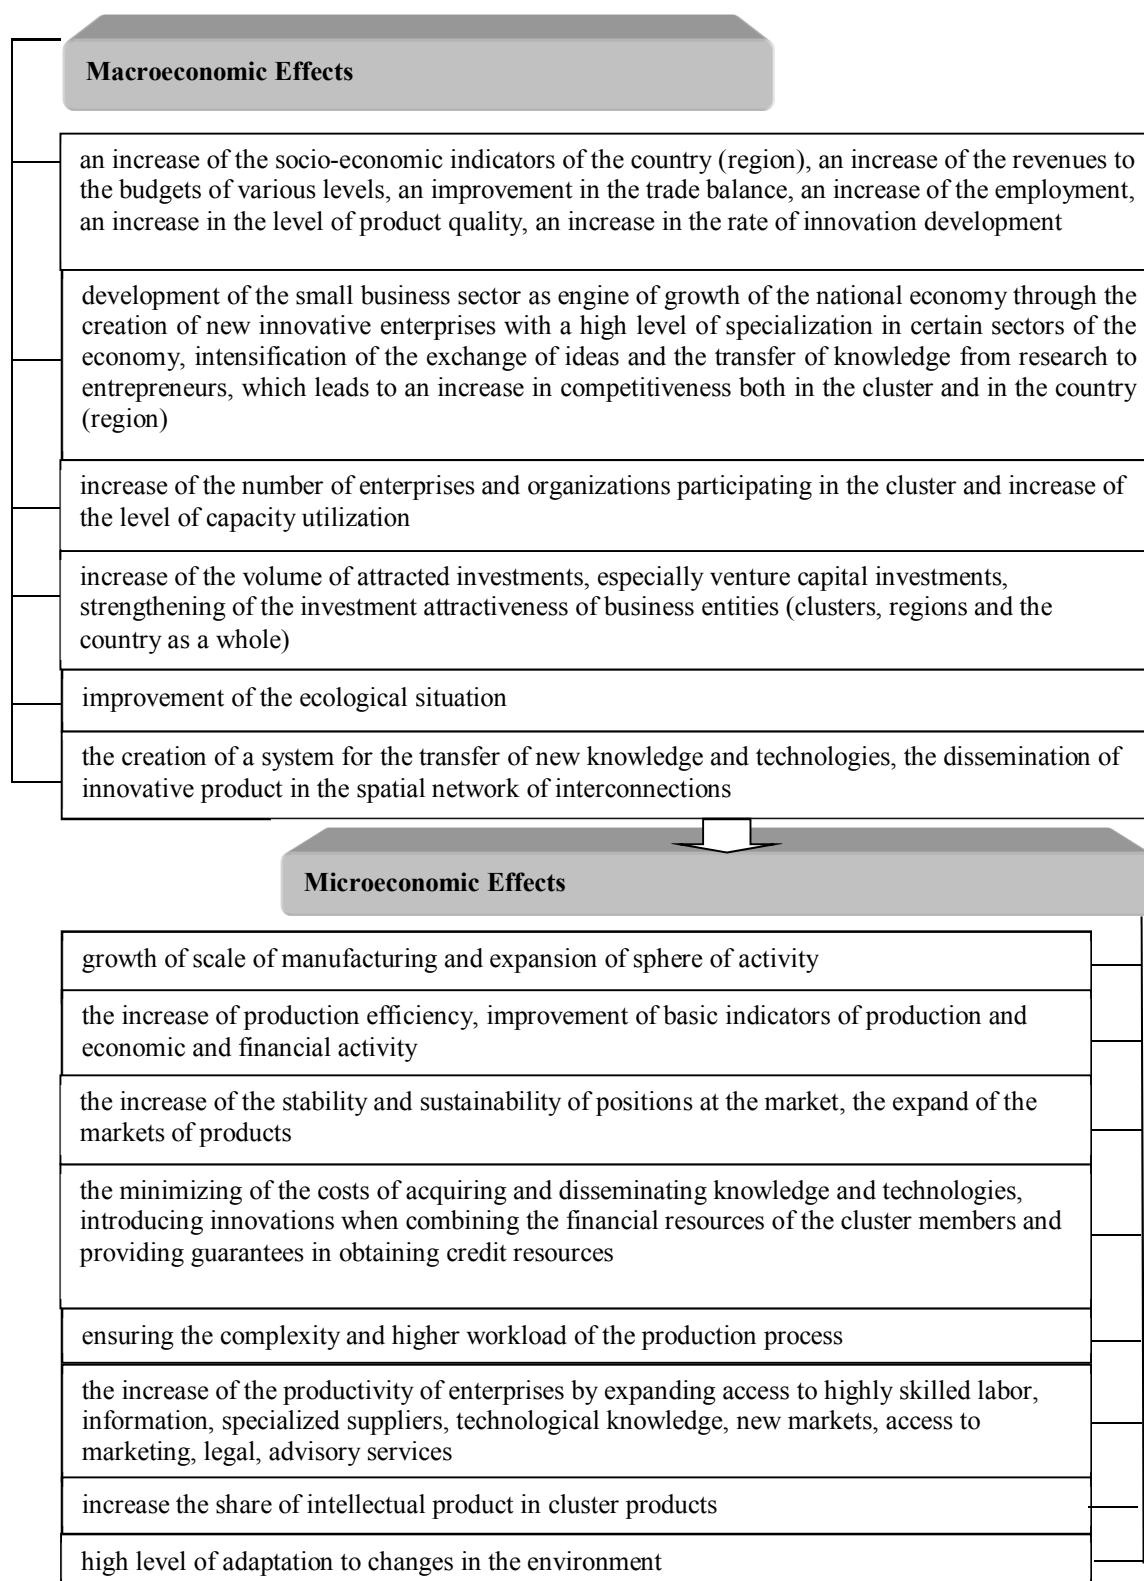 Macroeconomic Effects
an increase of the socio-economic indicators of the country (region), an increase of the revenues to
the budgets of various levels, an improvement in the trade balance, an increase of the employment,
an increase in the level of product quality, an increase in the rate of innovation development
development of the small business sector as engine of growth of the national economy through the
creation of new innovative enterprises with a high level of specialization in certain sectors of the
economy, intensification of the exchange of ideas and the transfer of knowledge from research to
entrepreneurs, which leads to an increase in competitiveness both in the cluster and in the country
(region)
increase of the number of enterprises and organizations participating in the cluster and increase of
the level of capacity utilization
increase of the volume of attracted investments, especially venture capital investments,
strengthening of the investment attractiveness of business entities (clusters, regions and the
country as a whole)
improvement of the ecological situation
the creation of a system for the transfer of new knowledge and technologies, the dissemination of
innovative product in the spatial network of interconnections
Microeconomic Effects
growth of scale of manufacturing and expansion of sphere of activity
the increase of production efficiency, improvement of basic indicators of production and
economic and financial activity
the increase of the stability and sustainability of positions at the market, the expand of the
markets of products
the minimizing of the costs of acquiring and disseminating knowledge and technologies,
introducing innovations when combining the financial resources of the cluster members and
providing guarantees in obtaining credit resources
ensuring the complexity and higher workload of the production process
the increase of the productivity of enterprises by expanding access to highly skilled labor,
information, specialized suppliers, technological knowledge, new markets, access to
marketing, legal, advisory services
increase the share of intellectual product in cluster products
high level of adaptation to changes in the environment